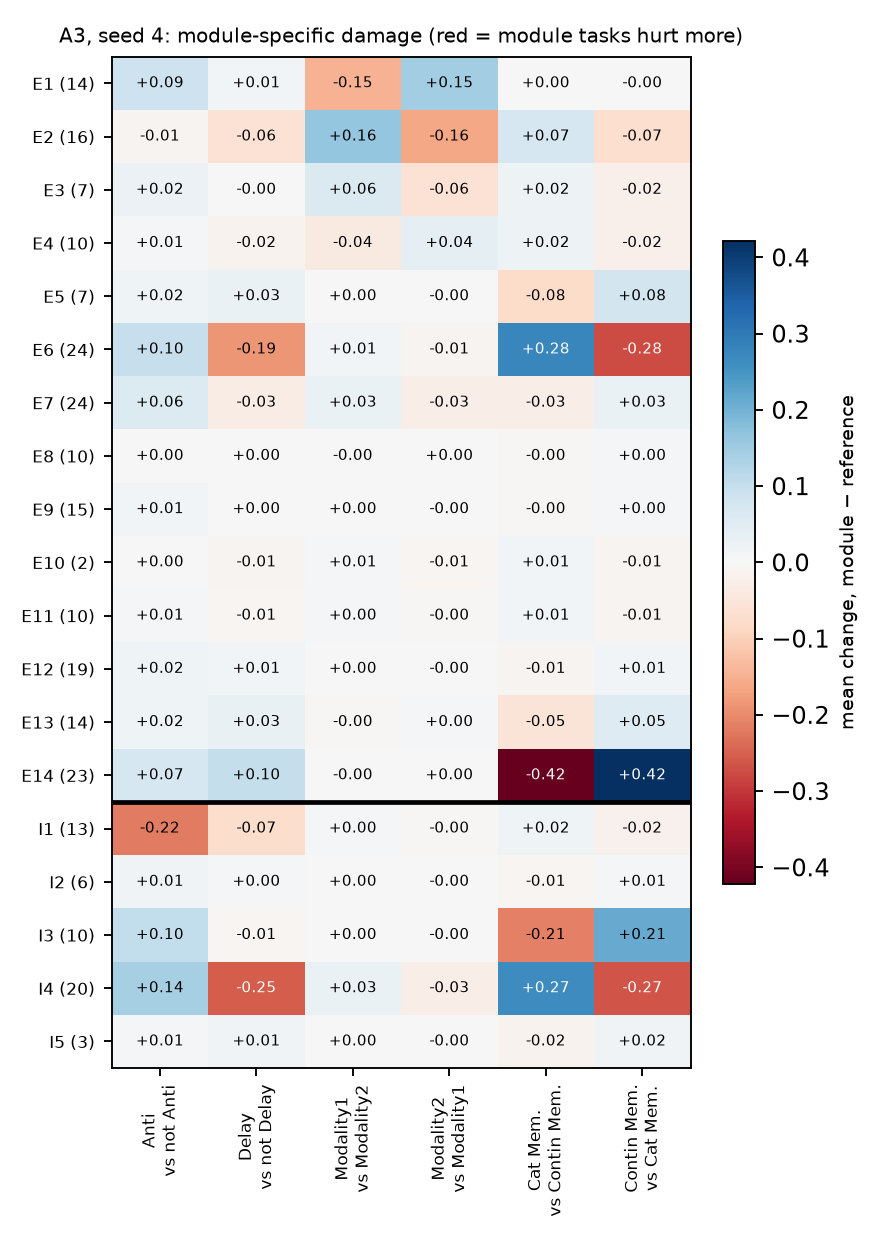 A3, seed 4: module-specific damage (red = module tasks hurt more)
E1 (14) +0.09 +0.01 -0.15 +0.15 +0.00 -0.00
E2 (16) -0.01 -0.06 +0.16 -0.16 +0.07 -0.07
E3 (7) +0.02 -0.00 +0.06 -0.06 +0.02 -0.02
E4 (10) +0.01 -0.02 -0.04 +0.04 +0.02 -0.02
E5 (7) +0.02 +0.03 +0.00 -0.00 -0.08 +0.08
E6 (24) +0.10 -0.19 +0.01 -0.01 +0.28 -0.28
E7 (24) +0.06 -0.03 +0.03 -0.03 -0.03 +0.03
E8 (10) +0.00 +0.00 -0.00 +0.00 -0.00 +0.00
E9 (15) +0.01 +0.00 +0.00 -0.00 -0.00 +0.00
E10 (2) +0.00 -0.01 +0.01 -0.01 +0.01 -0.01
E11 (10) +0.01 -0.01 +0.00 -0.00 +0.01 -0.01
E12 (19) +0.02 +0.01 +0.00 -0.00 -0.01 +0.01
E13 (14) +0.02 +0.03 -0.00 +0.00 -0.05 +0.05
E14 (23) +0.07 +0.10 -0.00 +0.00 -0.42 +0.42
I1 (13) -0.22 -0.07 +0.00 -0.00 +0.02 -0.02
I2 (6) +0.01 +0.00 +0.00 -0.00 -0.01 +0.01
I3 (10) +0.10 -0.01 +0.00 -0.00 -0.21 +0.21
I4 (20) +0.14 -0.25 +0.03 -0.03 +0.27 -0.27
I5 (3) +0.01 +0.01 +0.00 -0.00 -0.02 +0.02
Anti
vs not Anti
Delay
vs not Delay
Modality1
vs Modality2
Modality2
vs Modality1
Cat Mem.
vs Contin Mem.
Contin Mem.
vs Cat Mem.
0.4
0.3
0.2
0.1
0.0
−0.1
−0.2
−0.3
−0.4
mean change, module − reference